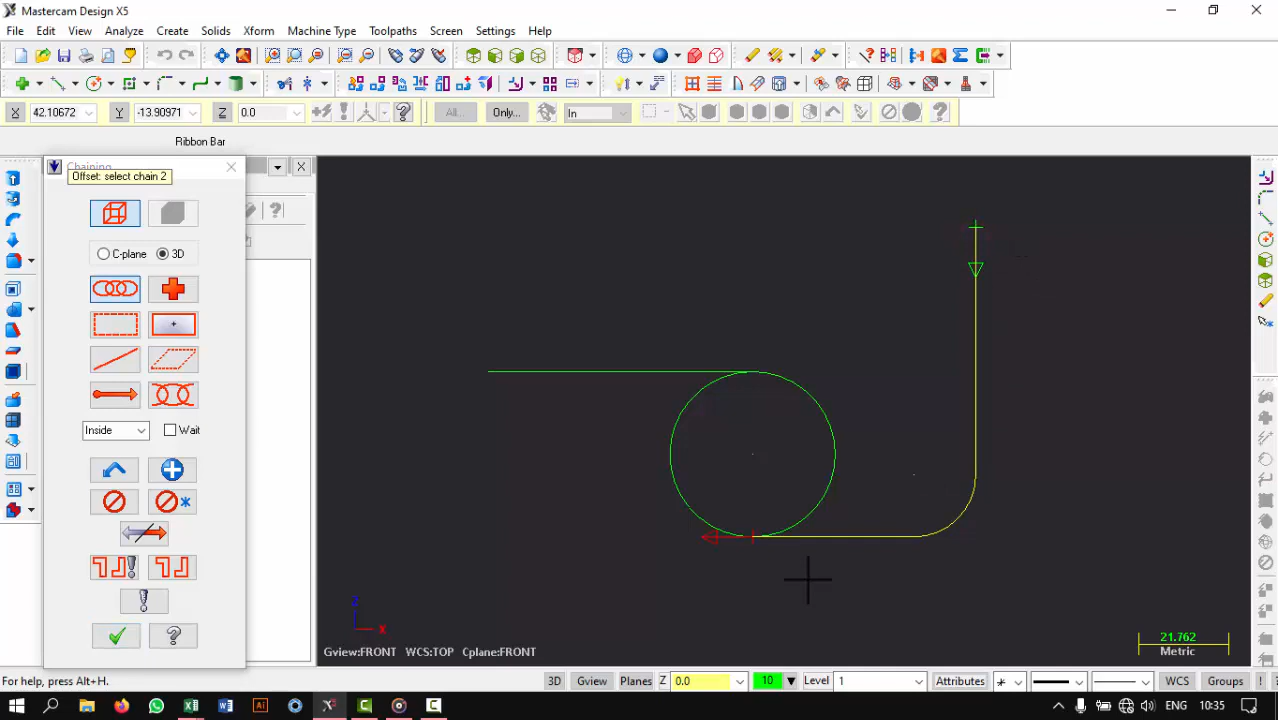 Mastercam Design X5
File Edit View Analyze Create Solids Xform Machine Type Toolpaths Screen Settings Help
X 42.10672 Y -13.90971 Z 0.0 All... Only... In
Ribbon Bar
Chaining
Offset: select chain 2
C-plane 3D
Inside Wait
Z
X
Gview:FRONT WCS:TOP Cplane:FRONT
21.762
Metric
For help, press Alt+H. 3D Gview Planes Z 0.0 10 Level 1 Attributes WCS Groups
ENG 10:35